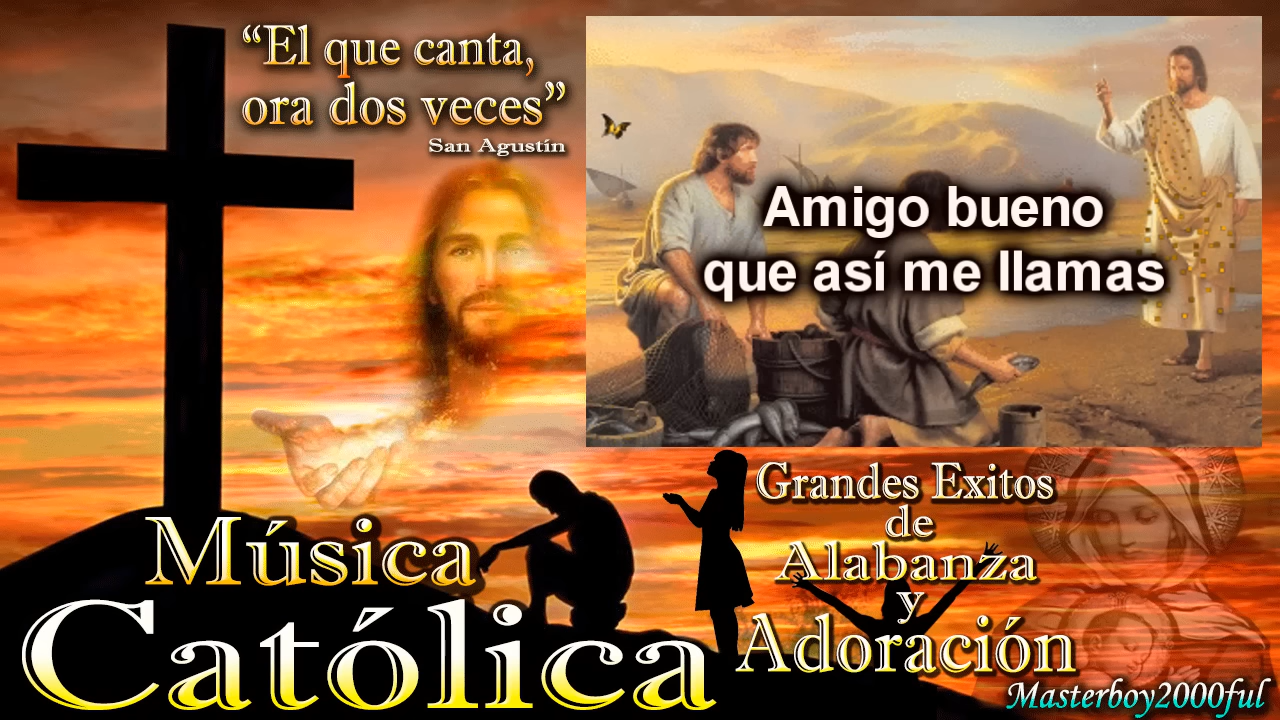 “El que canta,
ora dos veces”
San Agustín
Amigo bueno
que así me llamas
Música
Católica
Grandes Exitos
de
Alabanza
y
Adoración
Masterboy2000ful